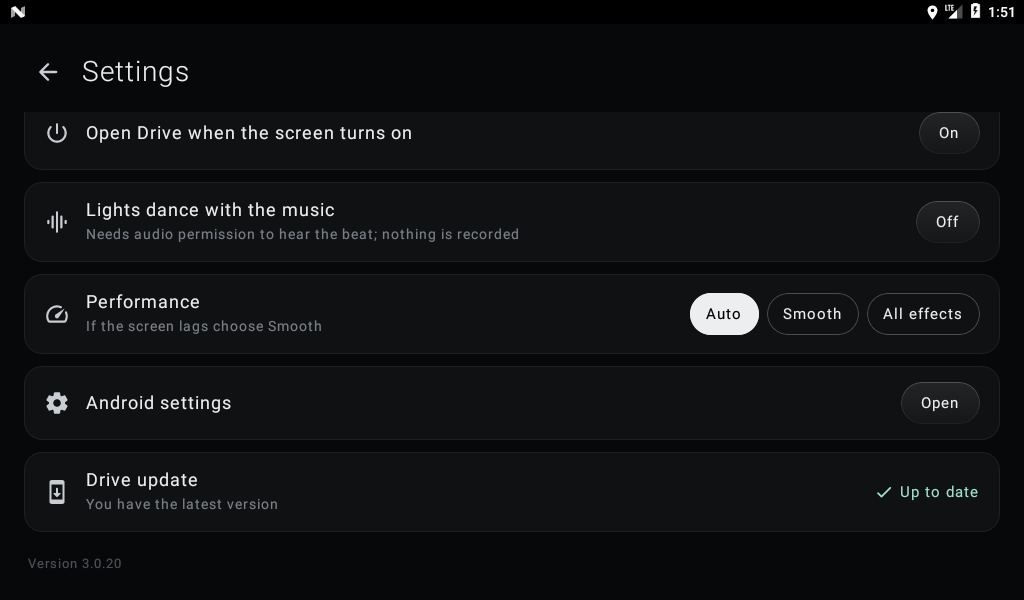 LTE
1:51
Settings
Open Drive when the screen turns on
On
Lights dance with the music
Needs audio permission to hear the beat; nothing is recorded
Off
Performance
If the screen lags choose Smooth
Auto
Smooth
All effects
Android settings
Open
Drive update
You have the latest version
Up to date
Version 3.0.20